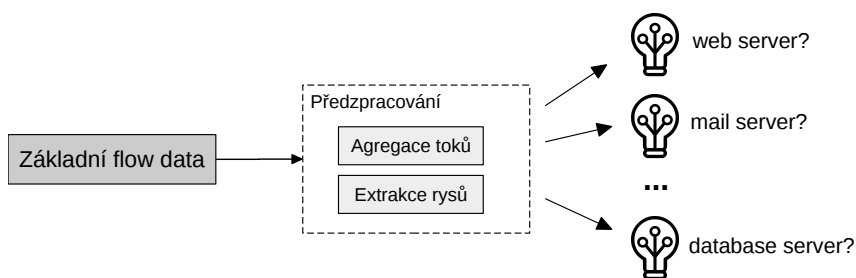 Základní flow data
Předzpracování
Agregace toků
Extrakce rysů
web server?
mail server?
...
database server?